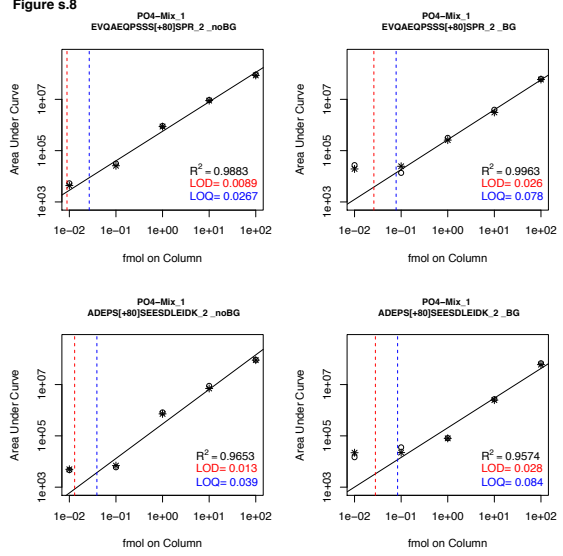 Figure s.8
PO4−Mix_1
EVQAEQPSSS[+80]SPR_2 _noBG
Area Under Curve
1e+03 1e+05 1e+07
R2 = 0.9883
LOD= 0.0089
LOQ= 0.0267
1e−02 1e−01 1e+00 1e+01 1e+02
fmol on Column
PO4−Mix_1
EVQAEQPSSS[+80]SPR_2 _BG
Area Under Curve
1e+03 1e+05 1e+07
R2 = 0.9963
LOD= 0.026
LOQ= 0.078
1e−02 1e−01 1e+00 1e+01 1e+02
fmol on Column
PO4−Mix_1
ADEPS[+80]SEESDLEIDK_2 _noBG
Area Under Curve
1e+03 1e+05 1e+07
R2 = 0.9653
LOD= 0.013
LOQ= 0.039
1e−02 1e−01 1e+00 1e+01 1e+02
fmol on Column
PO4−Mix_1
ADEPS[+80]SEESDLEIDK_2 _BG
Area Under Curve
1e+03 1e+05 1e+07
R2 = 0.9574
LOD= 0.028
LOQ= 0.084
1e−02 1e−01 1e+00 1e+01 1e+02
fmol on Column